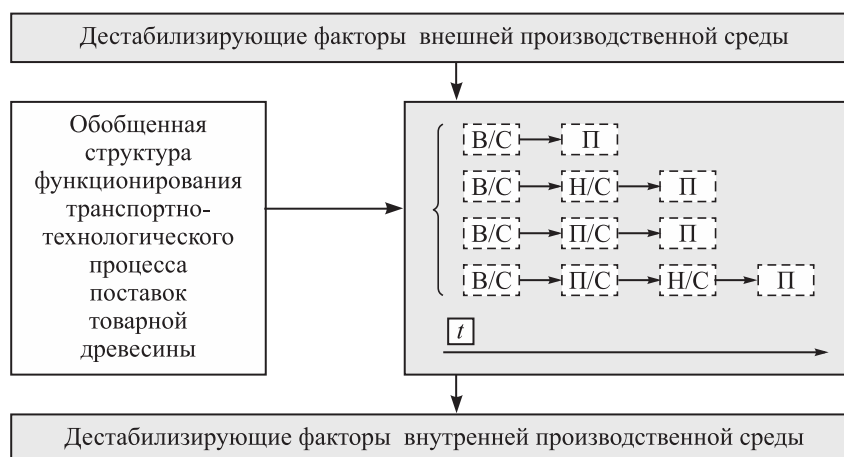 Дестабилизирующие факторы внешней производственной среды
Обобщенная
структура
функционирования
транспортно-
технологического
процесса
поставок
товарной
древесины
В/С П
В/С Н/С П
В/С П/С П
В/С П/С Н/С П
t
Дестабилизирующие факторы внутренней производственной среды